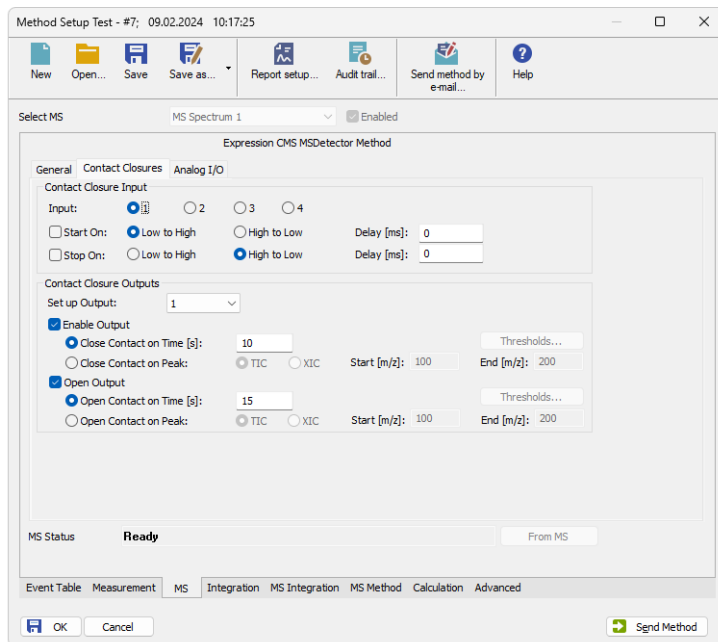 Method Setup Test - #7; 09.02.2024 10:17:25
New Open... Save Save as... Report setup... Audit trail... Send method by e-mail... Help
Select MS MS Spectrum 1 Enabled
Expression CMS MSDetector Method
General Contact Closures Analog I/O
Contact Closure Input
Input: 1 2 3 4
Start On: Low to High High to Low Delay [ms]: 0
Stop On: Low to High High to Low Delay [ms]: 0
Contact Closure Outputs
Set up Output: 1
Enable Output
Close Contact on Time [s]: 10 Thresholds...
Close Contact on Peak: TIC XIC Start [m/z]: 100 End [m/z]: 200
Open Output
Open Contact on Time [s]: 15 Thresholds...
Open Contact on Peak: TIC XIC Start [m/z]: 100 End [m/z]: 200
MS Status Ready From MS
Event Table Measurement MS Integration MS Integration MS Method Calculation Advanced
OK Cancel Send Method